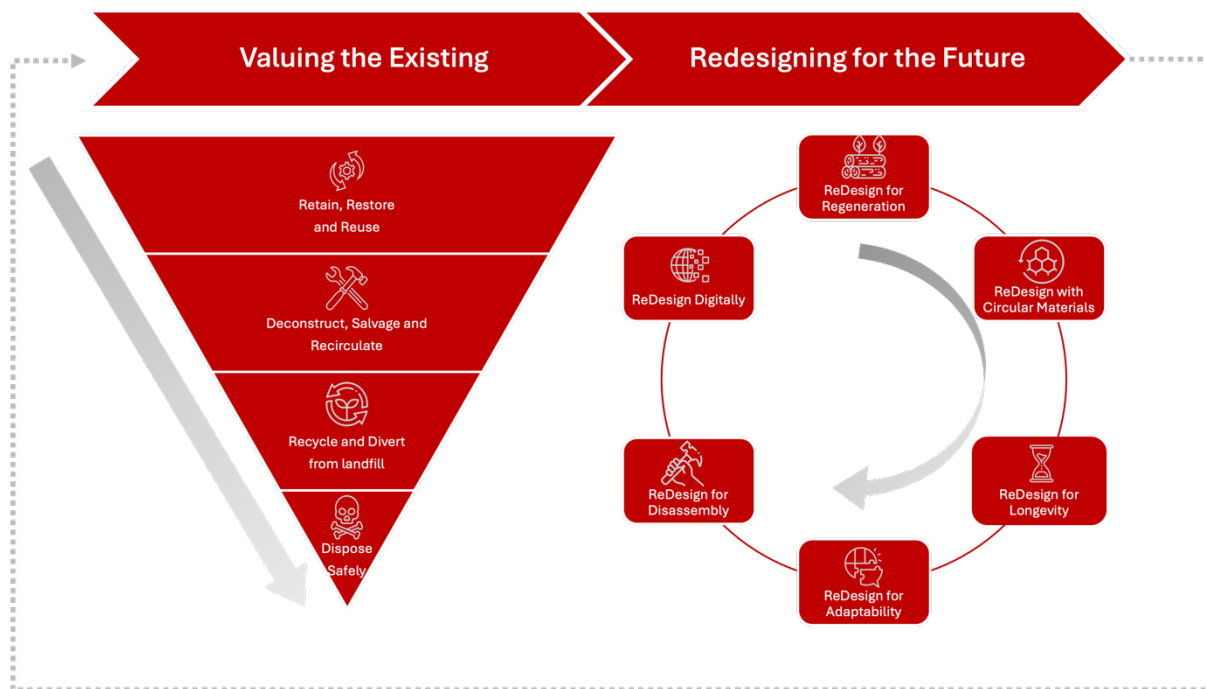 Valuing the Existing
Redesigning for the Future
Retain, Restore
and Reuse
Deconstruct, Salvage and
Recirculate
Recycle and Divert
from landfill
Dispose
Safely
ReDesign for
Regeneration
ReDesign with
Circular Materials
ReDesign for
Longevity
ReDesign for
Adaptability
ReDesign for
Disassembly
ReDesign Digitally